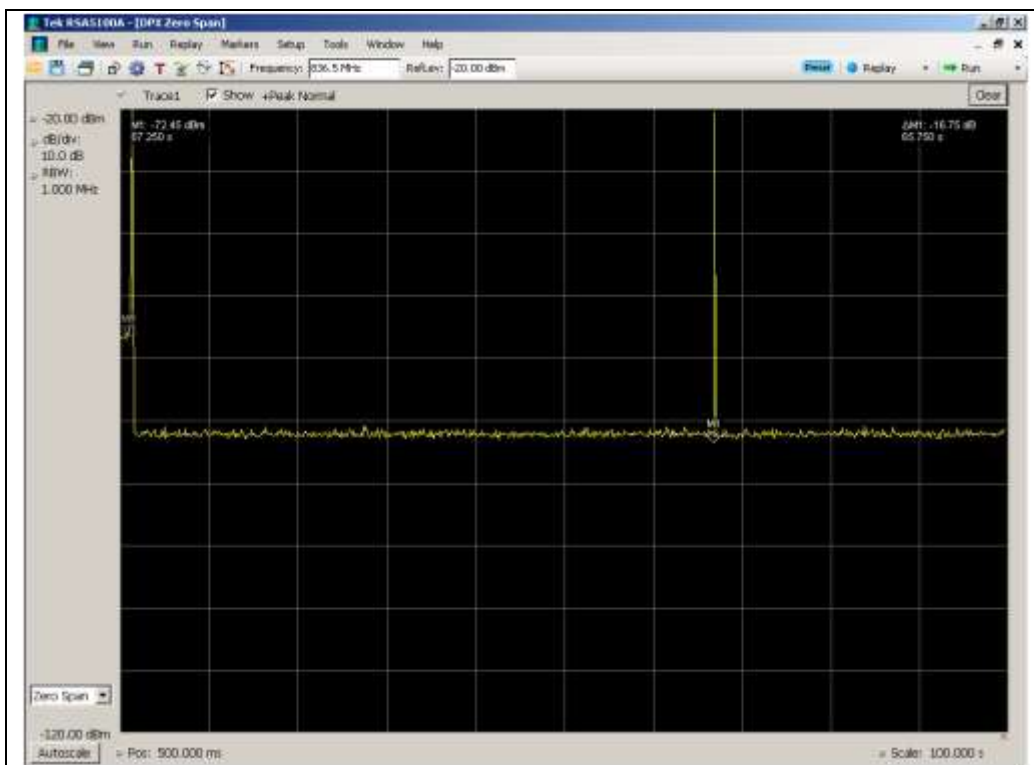 Tek RSA5100A - [DPX Zero Span]
File View Run Replay Markers Setup Tools Window Help
Frequency: 836.5 MHz RefLev: -20.00 dBm Preset Replay Run
Trace1 Show +Peak Normal Clear
-20.00 dBm
dB/div:
10.0 dB
RBW:
1.000 MHz
M1: -72.45 dBm
67.250 s
ΔM1: -16.75 dB
65.750 s
MR
M1
Zero Span
-120.00 dBm
Autoscale Pos: 500.000 ms Scale: 100.000 s